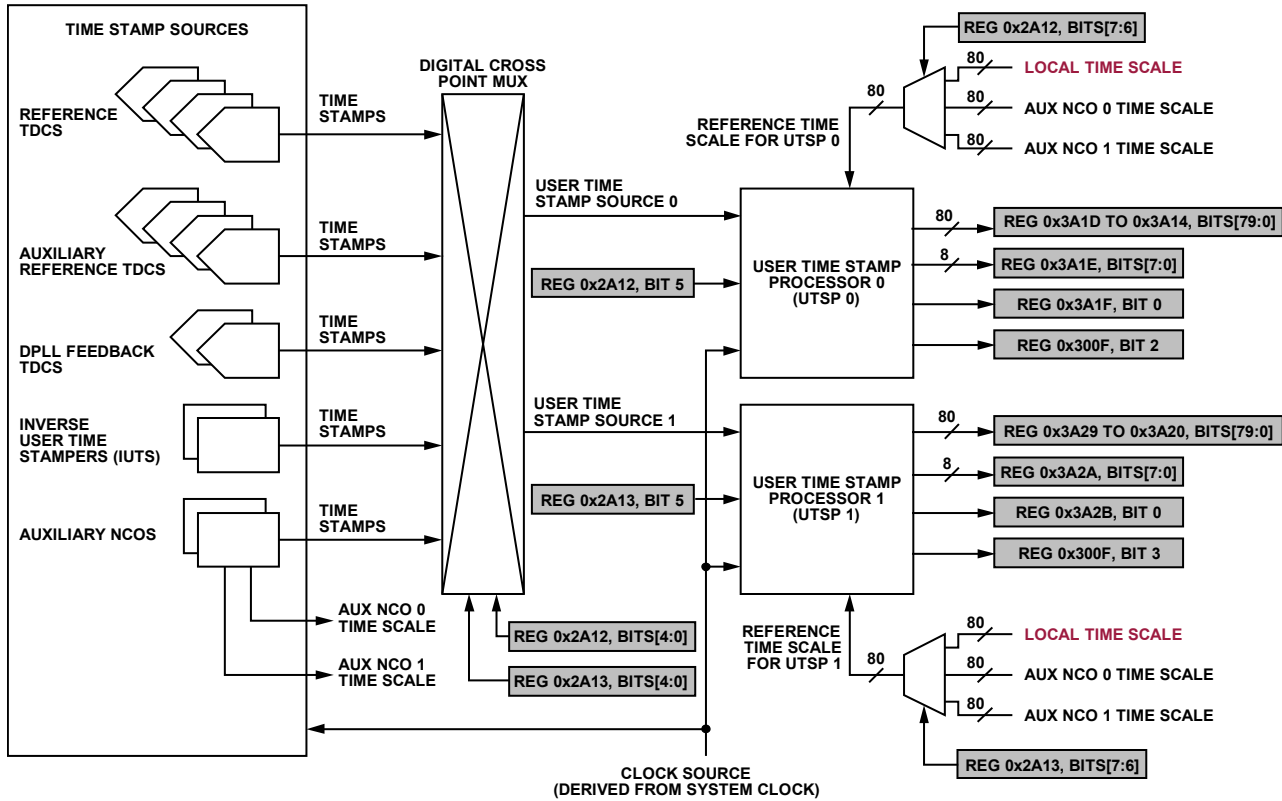 TIME STAMP SOURCES
REFERENCE
TDCS
TIME
STAMPS
AUXILIARY
REFERENCE TDCS
TIME
STAMPS
DPLL FEEDBACK
TDCS
TIME
STAMPS
INVERSE
USER TIME
STAMPERS (IUTS)
TIME
STAMPS
AUXILIARY NCOS
TIME
STAMPS
AUX NCO 0
TIME SCALE
AUX NCO 1
TIME SCALE
DIGITAL CROSS
POINT MUX
REG 0x2A12, BITS[4:0]
REG 0x2A13, BITS[4:0]
USER TIME
STAMP SOURCE 0
REG 0x2A12, BIT 5
USER TIME
STAMP SOURCE 1
REG 0x2A13, BIT 5
CLOCK SOURCE
(DERIVED FROM SYSTEM CLOCK)
REG 0x2A12, BITS[7:6]
80
LOCAL TIME SCALE
80
AUX NCO 0 TIME SCALE
80
AUX NCO 1 TIME SCALE
80
REFERENCE TIME
SCALE FOR UTSP 0
USER TIME STAMP
PROCESSOR 0
(UTSP 0)
80
REG 0x3A1D TO 0x3A14, BITS[79:0]
8
REG 0x3A1E, BITS[7:0]
REG 0x3A1F, BIT 0
REG 0x300F, BIT 2
USER TIME STAMP
PROCESSOR 1
(UTSP 1)
80
REG 0x3A29 TO 0x3A20, BITS[79:0]
8
REG 0x3A2A, BITS[7:0]
REG 0x3A2B, BIT 0
REG 0x300F, BIT 3
REFERENCE
TIME SCALE
FOR UTSP 1
80
80
LOCAL TIME SCALE
80
AUX NCO 0 TIME SCALE
80
AUX NCO 1 TIME SCALE
REG 0x2A13, BITS[7:6]